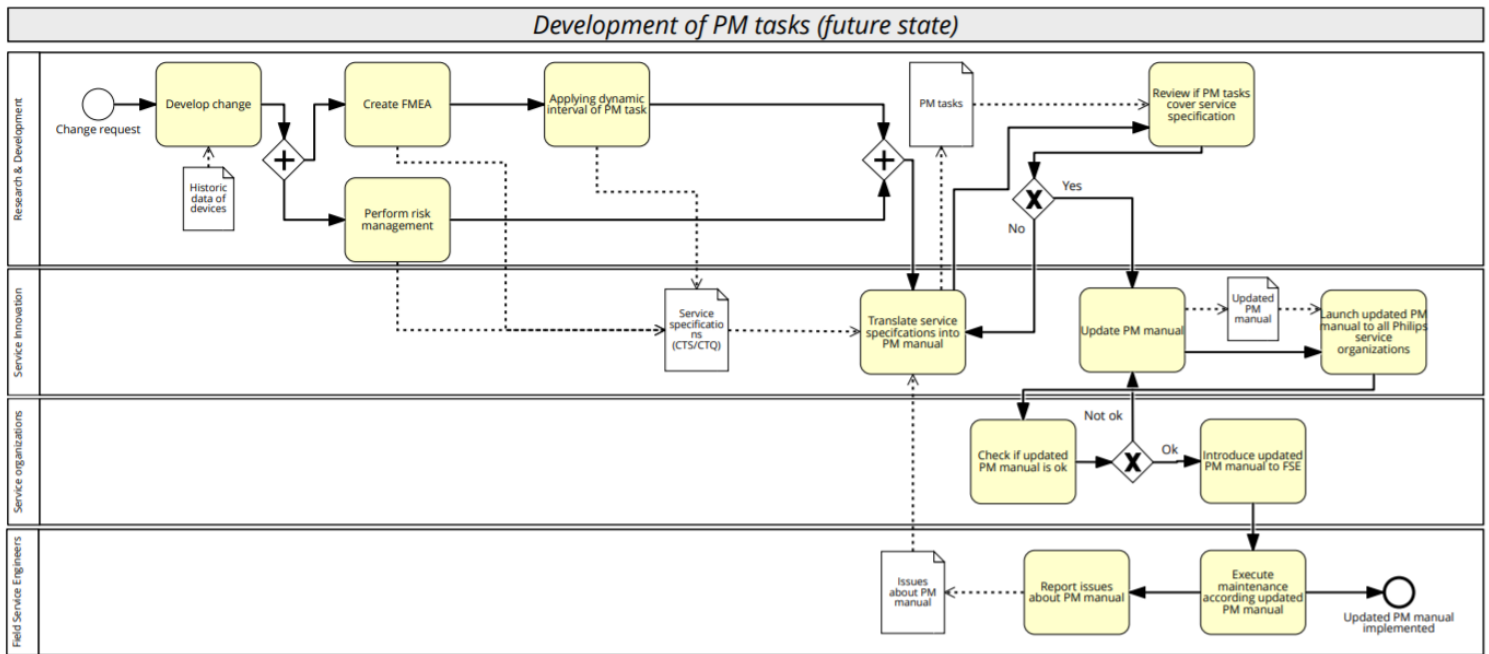 Development of PM tasks (future state)
Research & Development
Change request
Develop change
Historic
data of
devices
Create FMEA
Perform risk
management
Applying dynamic
interval of PM task
PM tasks
Review if PM tasks
cover service
specification
Yes
No
Service Innovation
Service
specificatio
ns
(CTS/CTQ)
Translate service
specifcations into
PM manual
Update PM manual
Updated
PM
manual
Launch updated PM
manual to all Philips
service
organizations
Service organizations
Check if updated
PM manual is ok
Not ok
Ok
Introduce updated
PM manual to FSE
Field Service Engineers
Issues
about PM
manual
Report issues
about PM manual
Execute
maintenance
according updated
PM manual
Updated PM manual
implemented